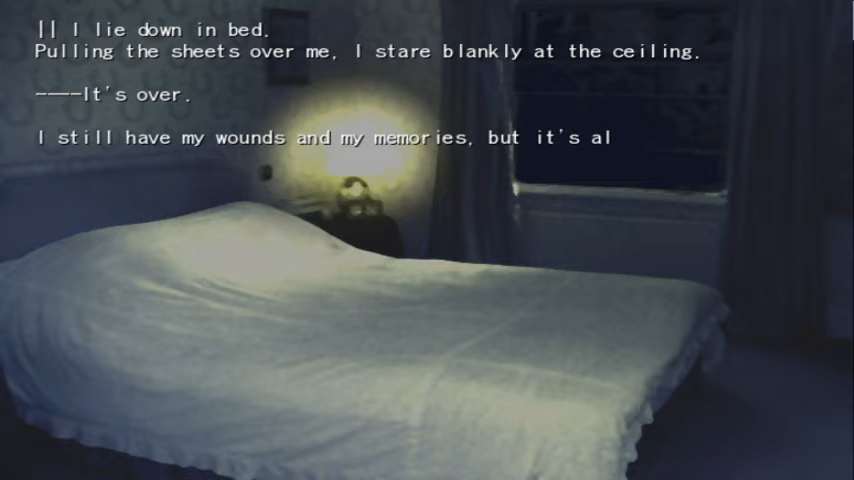 || I lie down in bed.
Pulling the sheets over me, I stare blankly at the ceiling.
―――It's over.
I still have my wounds and my memories, but it's al